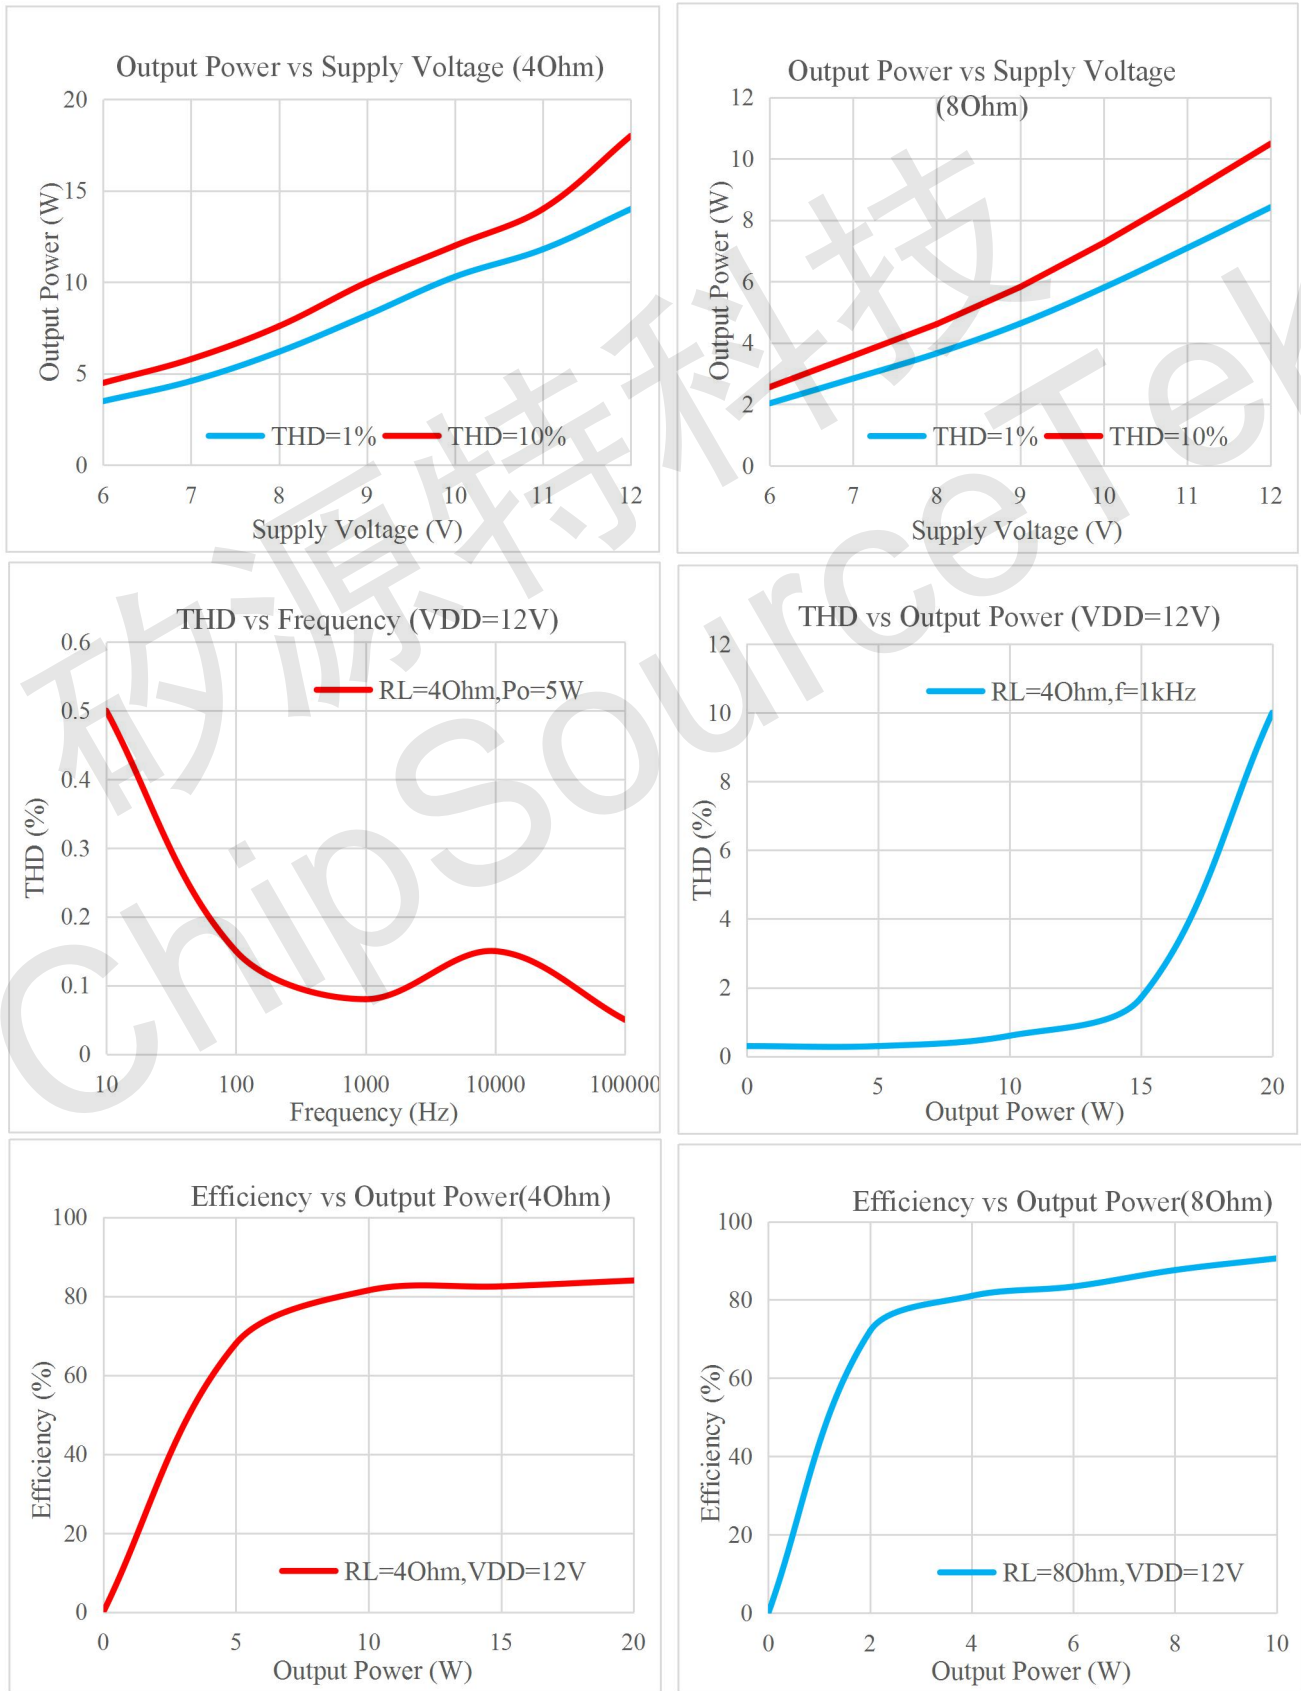 Output Power vs Supply Voltage (4Ohm)
20
15
10
5
0
Output Power (W)
THD=1%
THD=10%
6 7 8 9 10 11 12
Supply Voltage (V)
Output Power vs Supply Voltage
(8Ohm)
12
10
8
6
4
2
0
Output Power (W)
THD=1%
THD=10%
6 7 8 9 10 11 12
Supply Voltage (V)
THD vs Frequency (VDD=12V)
0.6
0.5
0.4
0.3
0.2
0.1
0
THD (%)
RL=4Ohm,Po=5W
10 100 1000 10000 100000
Frequency (Hz)
THD vs Output Power (VDD=12V)
12
10
8
6
4
2
0
THD (%)
RL=4Ohm,f=1kHz
0 5 10 15 20
Output Power (W)
Efficiency vs Output Power(4Ohm)
100
80
60
40
20
0
Efficiency (%)
RL=4Ohm,VDD=12V
0 5 10 15 20
Output Power (W)
Efficiency vs Output Power(8Ohm)
100
80
60
40
20
0
Efficiency (%)
RL=8Ohm,VDD=12V
0 2 4 6 8 10
Output Power (W)
矽源特科技
ChipSourceTek